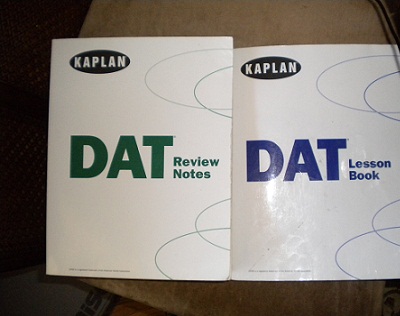 KAPLAN
DAT
Review
Notes
KAPLAN
DAT
Lesson
Book